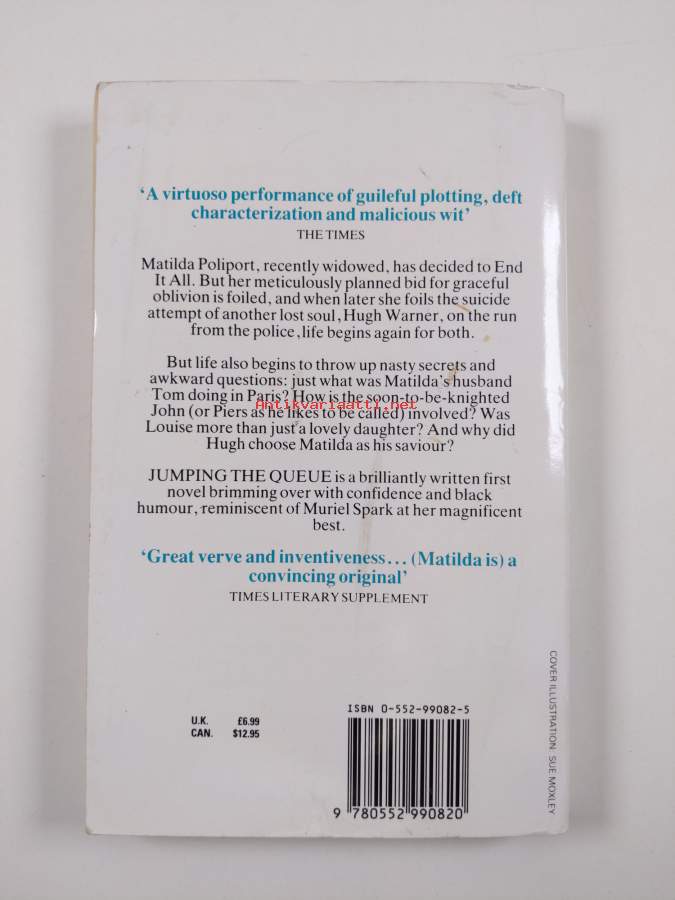 ‘A virtuoso performance of guileful plotting, deft
characterization and malicious wit’
THE TIMES
Matilda Poliport, recently widowed, has decided to End
It All. But her meticulously planned bid for graceful
oblivion is foiled, and when later she foils the suicide
attempt of another lost soul, Hugh Warner, on the run
from the police, life begins again for both.
But life also begins to throw up nasty secrets and
awkward questions: just what was Matilda's husband
Tom doing in Paris? How is the soon-to-be-knighted
Antikvariaatti.net
John (or Piers as he likes to be called) involved? Was
Louise more than just a lovely daughter? And why did
Hugh choose Matilda as his saviour?
JUMPING THE QUEUE is a brilliantly written first
novel brimming over with confidence and black
humour, reminiscent of Muriel Spark at her magnificent
best.
‘Great verve and inventiveness... (Matilda is) a
convincing original’
TIMES LITERARY SUPPLEMENT
COVER ILLUSTRATION SUE MOXLEY
ISBN 0-552-99082-5
U.K. £6.99
CAN. $12.95
9 780552 990820